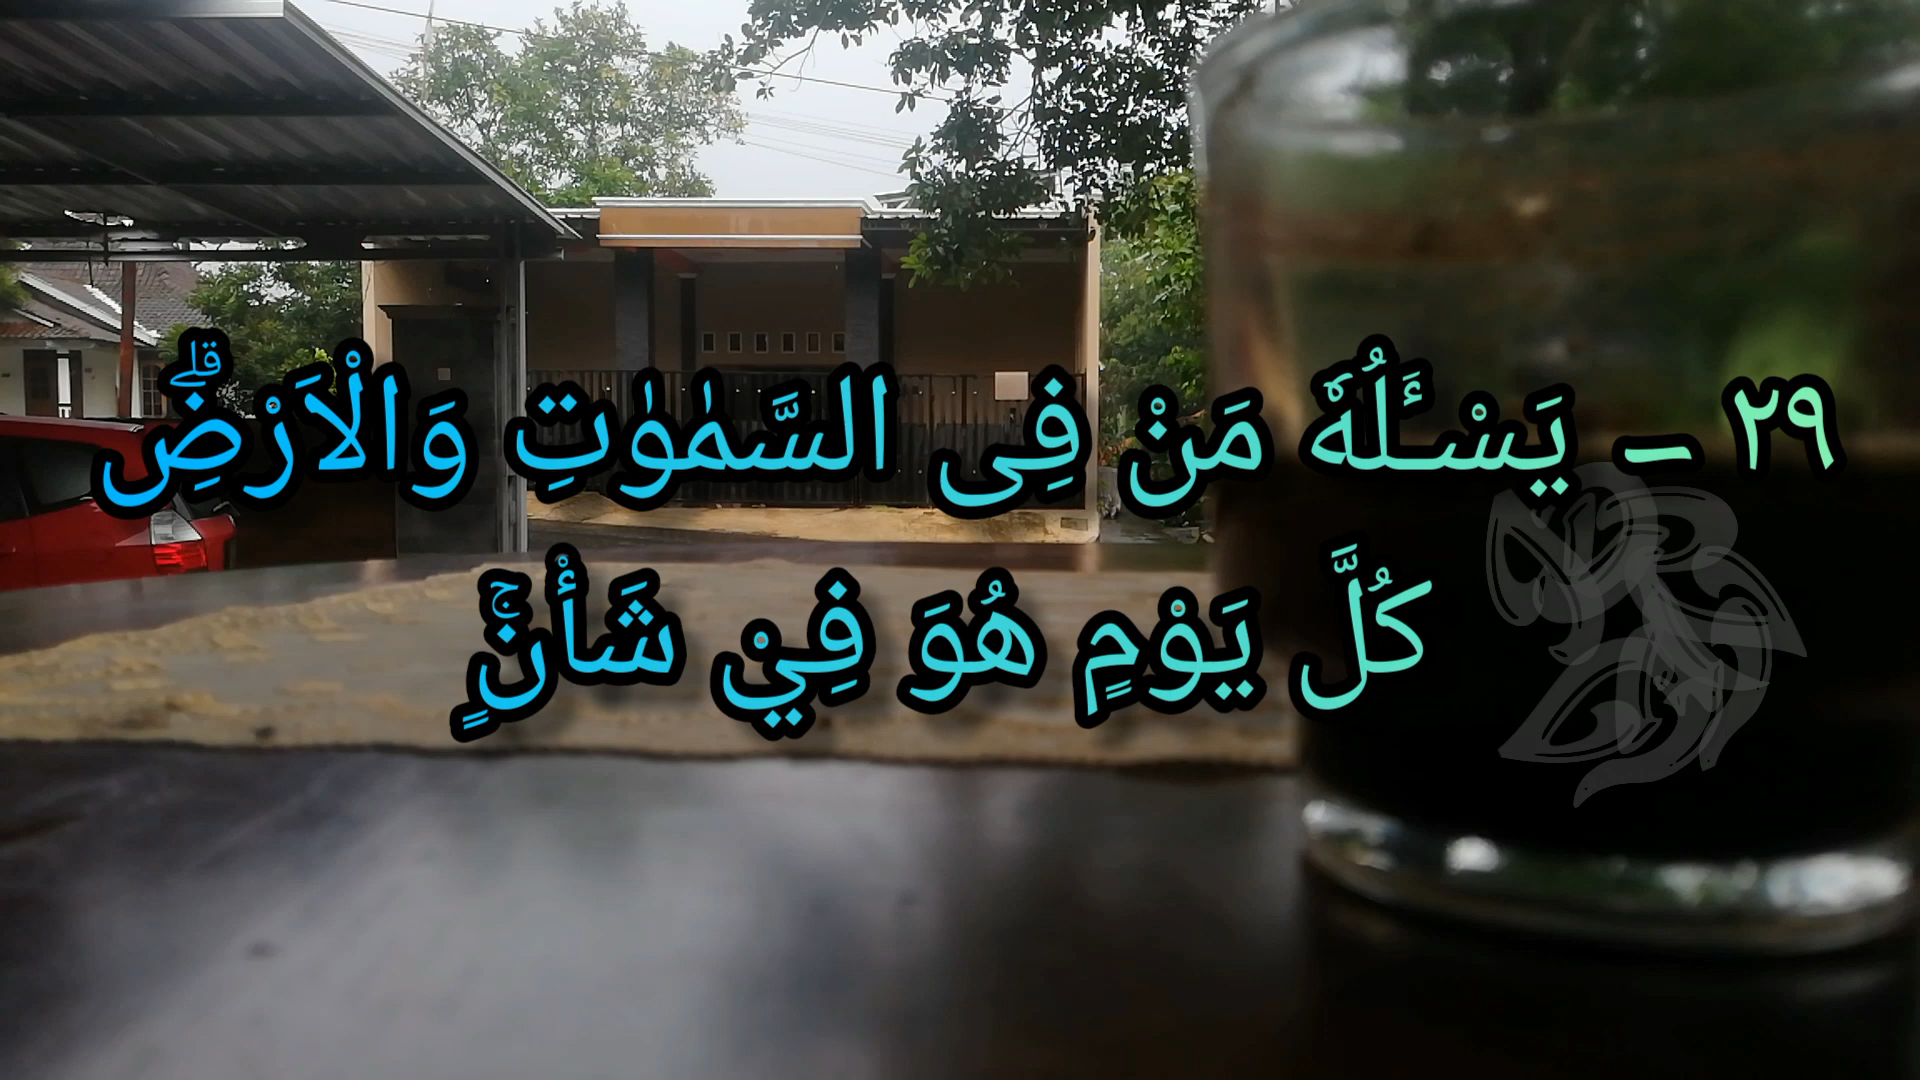 ٢٩ - يَسْـَٔلُهٗ مَنْ فِى السَّمٰوٰتِ وَالْاَرْضِۗ
كُلَّ يَوْمٍ هُوَ فِيْ شَأْنٍۚ